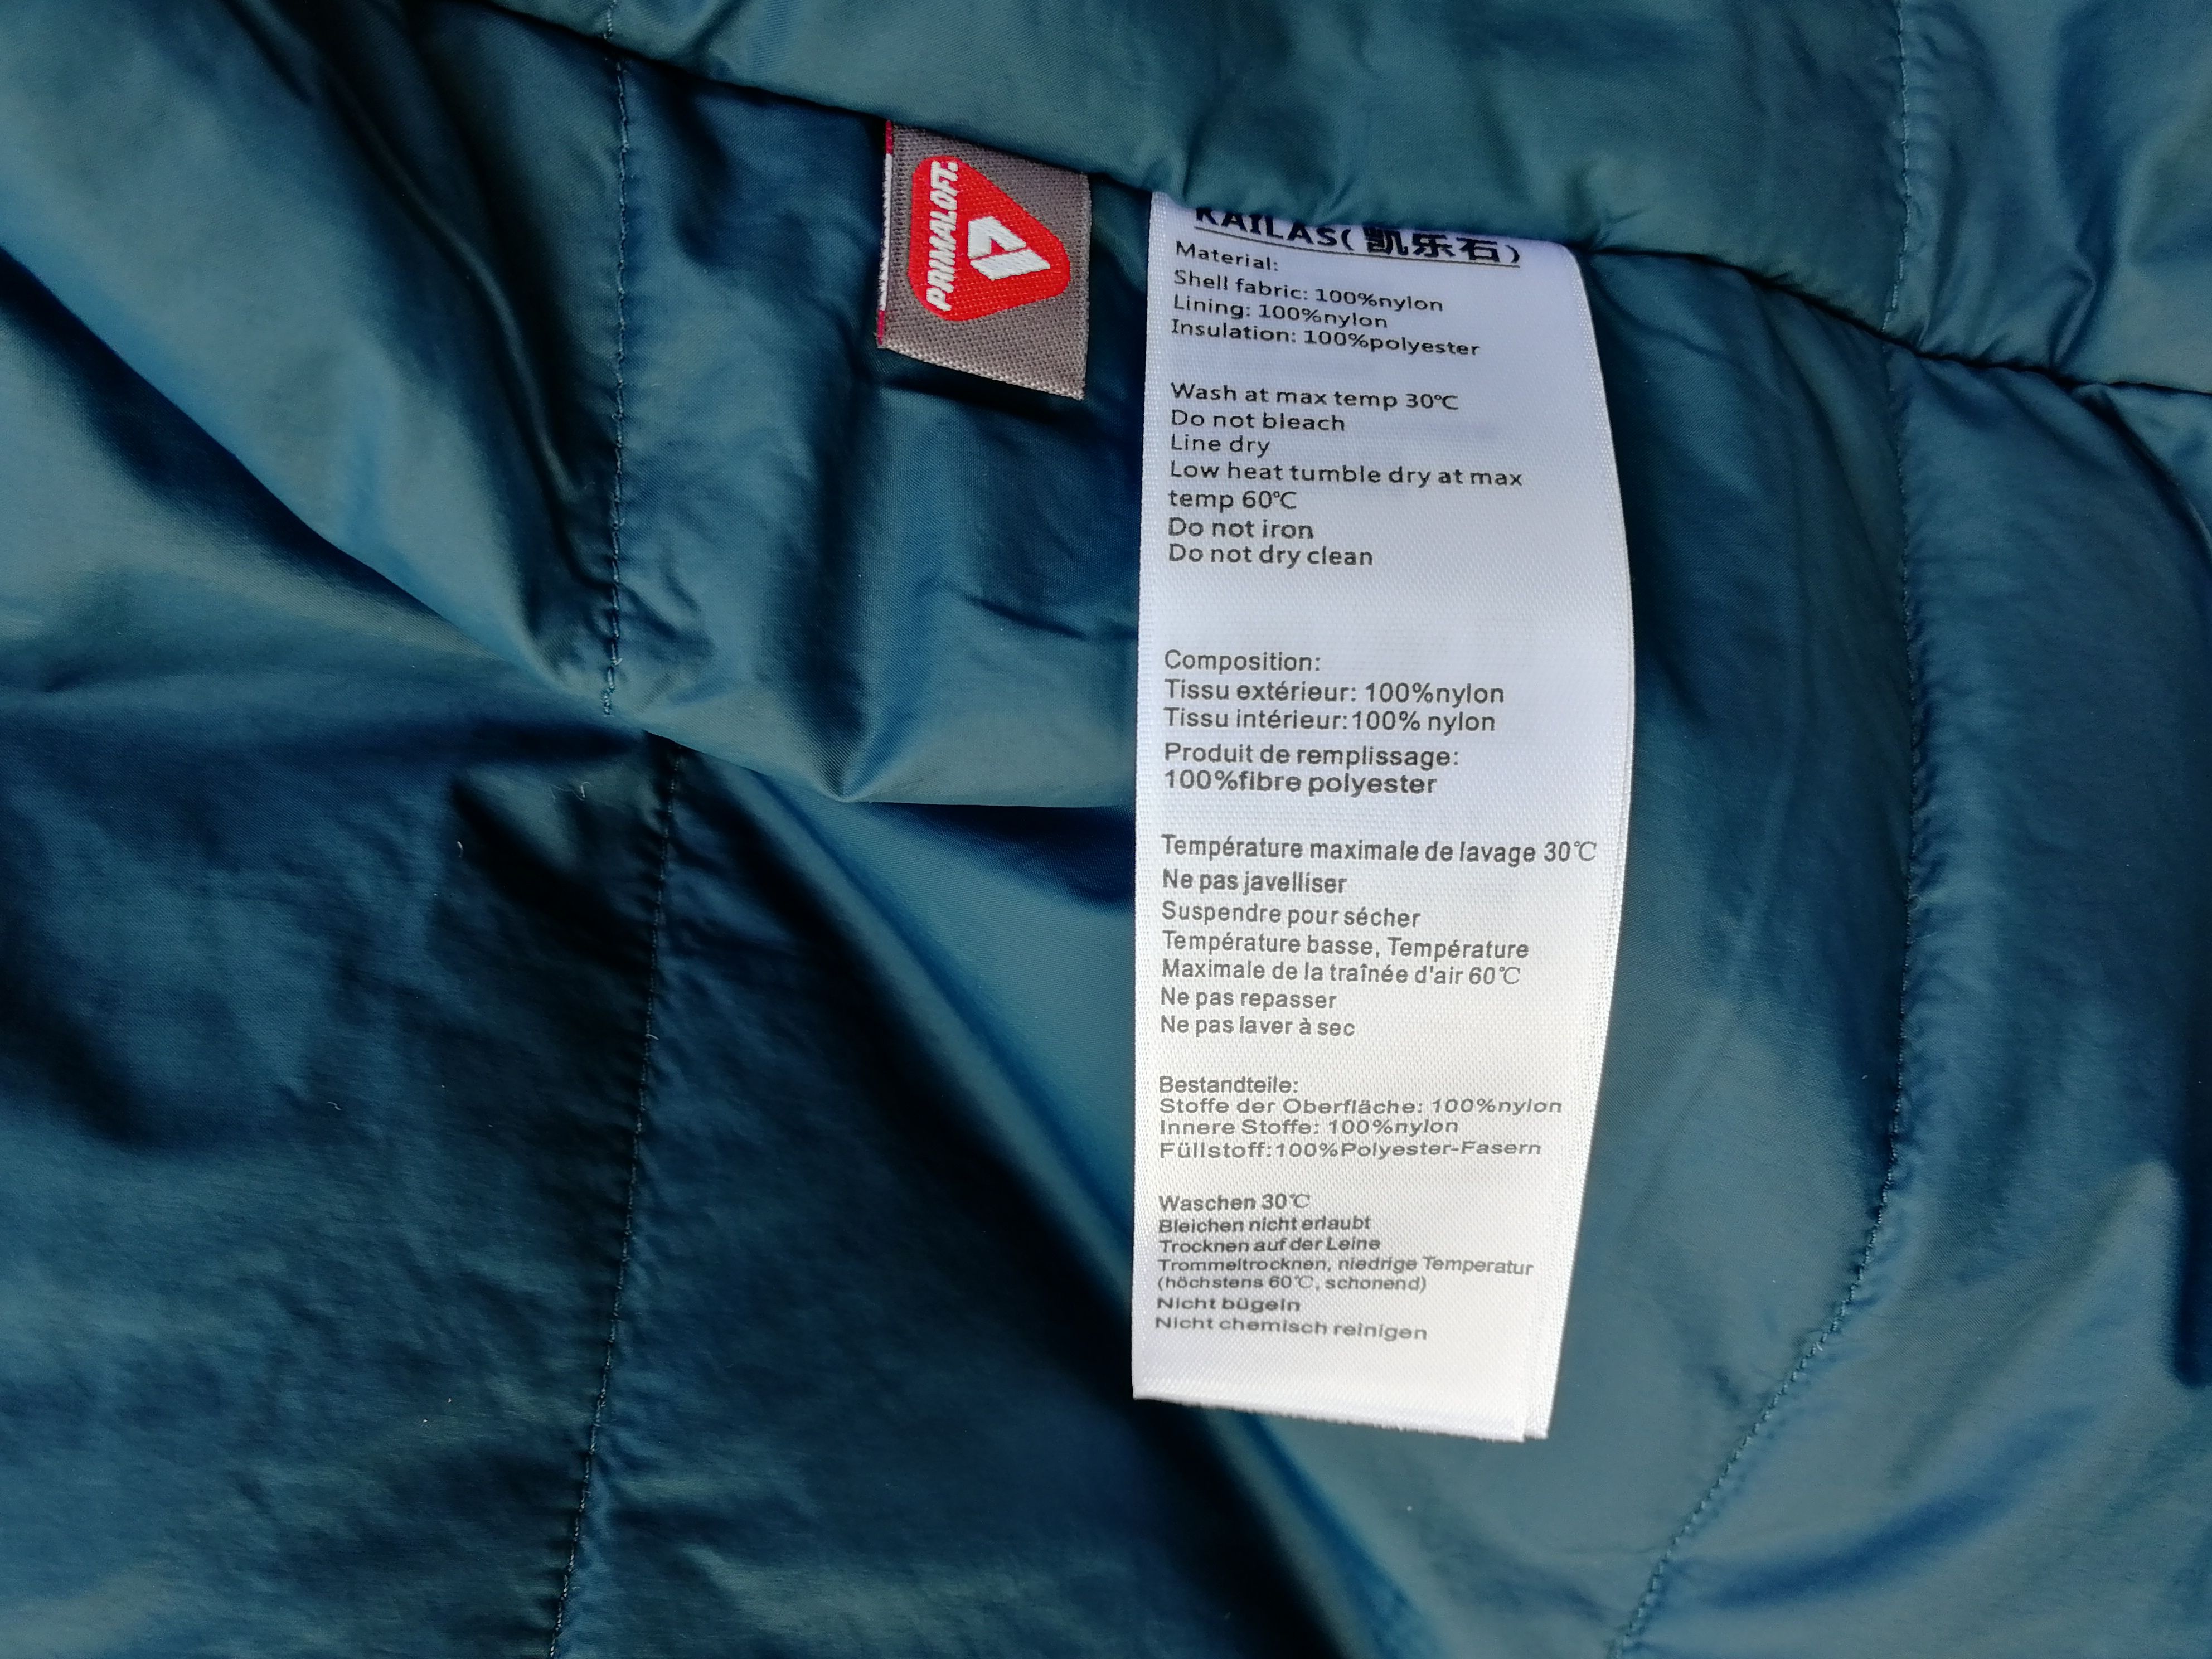 PRIMALOFT.
KAILAS(凯乐石)
Material:
Shell fabric: 100%nylon
Lining: 100%nylon
Insulation: 100%polyester
Wash at max temp 30℃
Do not bleach
Line dry
Low heat tumble dry at max
temp 60℃
Do not iron
Do not dry clean
Composition:
Tissu extérieur: 100%nylon
Tissu intérieur:100% nylon
Produit de remplissage:
100%fibre polyester
Température maximale de lavage 30℃
Ne pas javelliser
Suspendre pour sécher
Température basse, Température
Maximale de la traînée d'air 60℃
Ne pas repasser
Ne pas laver à sec
Bestandteile:
Stoffe der Oberfläche: 100%nylon
Innere Stoffe: 100%nylon
Füllstoff:100%Polyester-Fasern
Waschen 30℃
Bleichen nicht erlaubt
Trocknen auf der Leine
Trommeltrocknen, niedrige Temperatur
(höchstens 60℃, schonend)
Nicht bügeln
Nicht chemisch reinigen